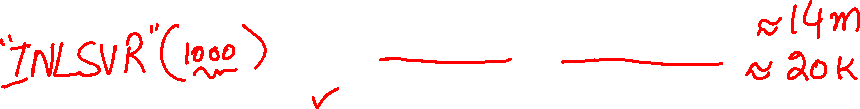 "INLSVR" (1000) ≈ 14m
≈ 20K